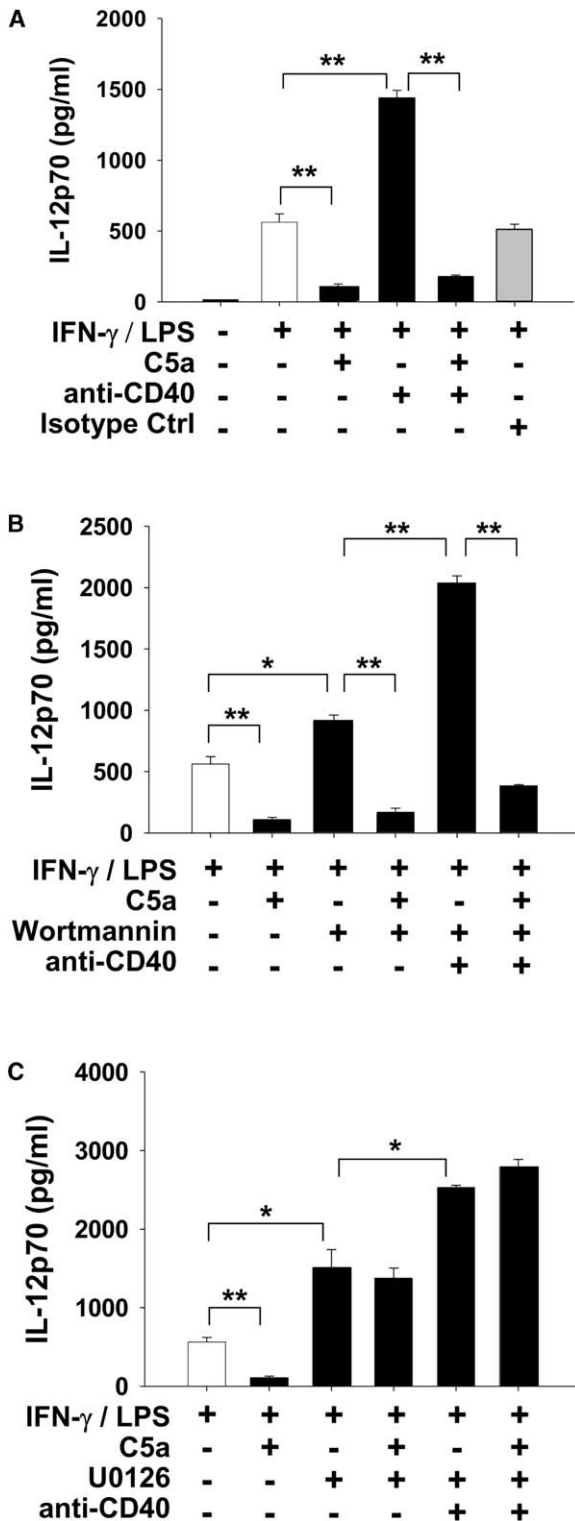 A
IL-12p70 (pg/ml)
2000
1500
1000
500
0
** **
**
IFN-γ / LPS - + + + + +
C5a - - + - + -
anti-CD40 - - - + + -
Isotype Ctrl - - - - - +
B
IL-12p70 (pg/ml)
2500
2000
1500
1000
500
0
** **
* **
**
IFN-γ / LPS + + + + + +
C5a - + - + - +
Wortmannin - - + + + +
anti-CD40 - - - - + +
C
IL-12p70 (pg/ml)
4000
3000
2000
1000
0
*
*
**
IFN-γ / LPS + + + + + +
C5a - + - + - +
U0126 - - + + + +
anti-CD40 - - - - + +